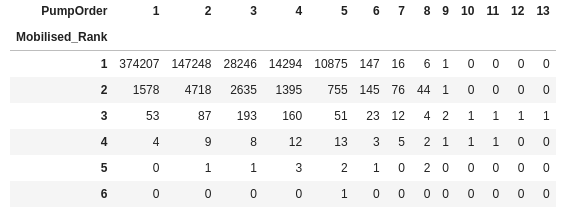 PumpOrder 1 2 3 4 5 6 7 8 9 10 11 12 13
Mobilised_Rank
1 374207 147248 28246 14294 10875 147 16 6 1 0 0 0 0
2 1578 4718 2635 1395 755 145 76 44 1 0 0 0 0
3 53 87 193 160 51 23 12 4 2 1 1 1 1
4 4 9 8 12 13 3 5 2 1 1 1 0 0
5 0 1 1 3 2 1 0 2 0 0 0 0 0
6 0 0 0 0 1 0 0 0 0 0 0 0 0